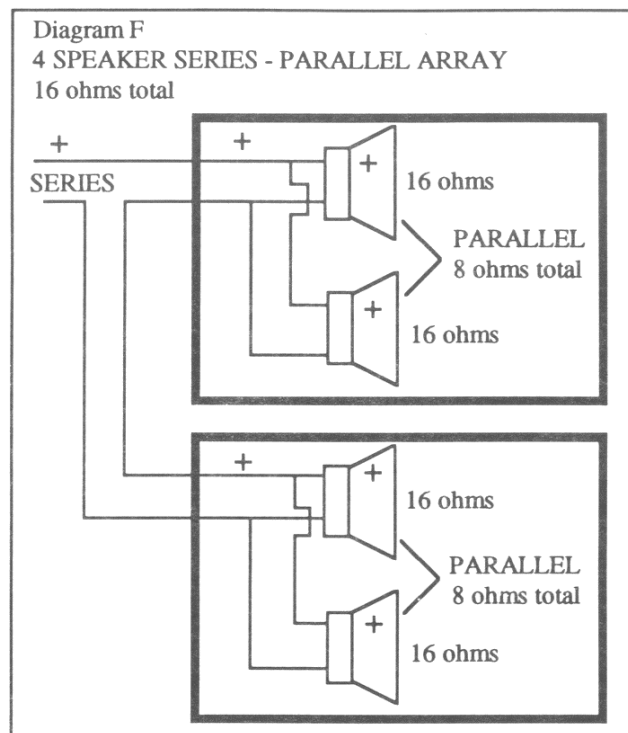 Diagram F
4 SPEAKER SERIES - PARALLEL ARRAY
16 ohms total
+
+
+
SERIES
16 ohms
PARALLEL
8 ohms total
+
16 ohms
+
+
16 ohms
PARALLEL
8 ohms total
+
16 ohms